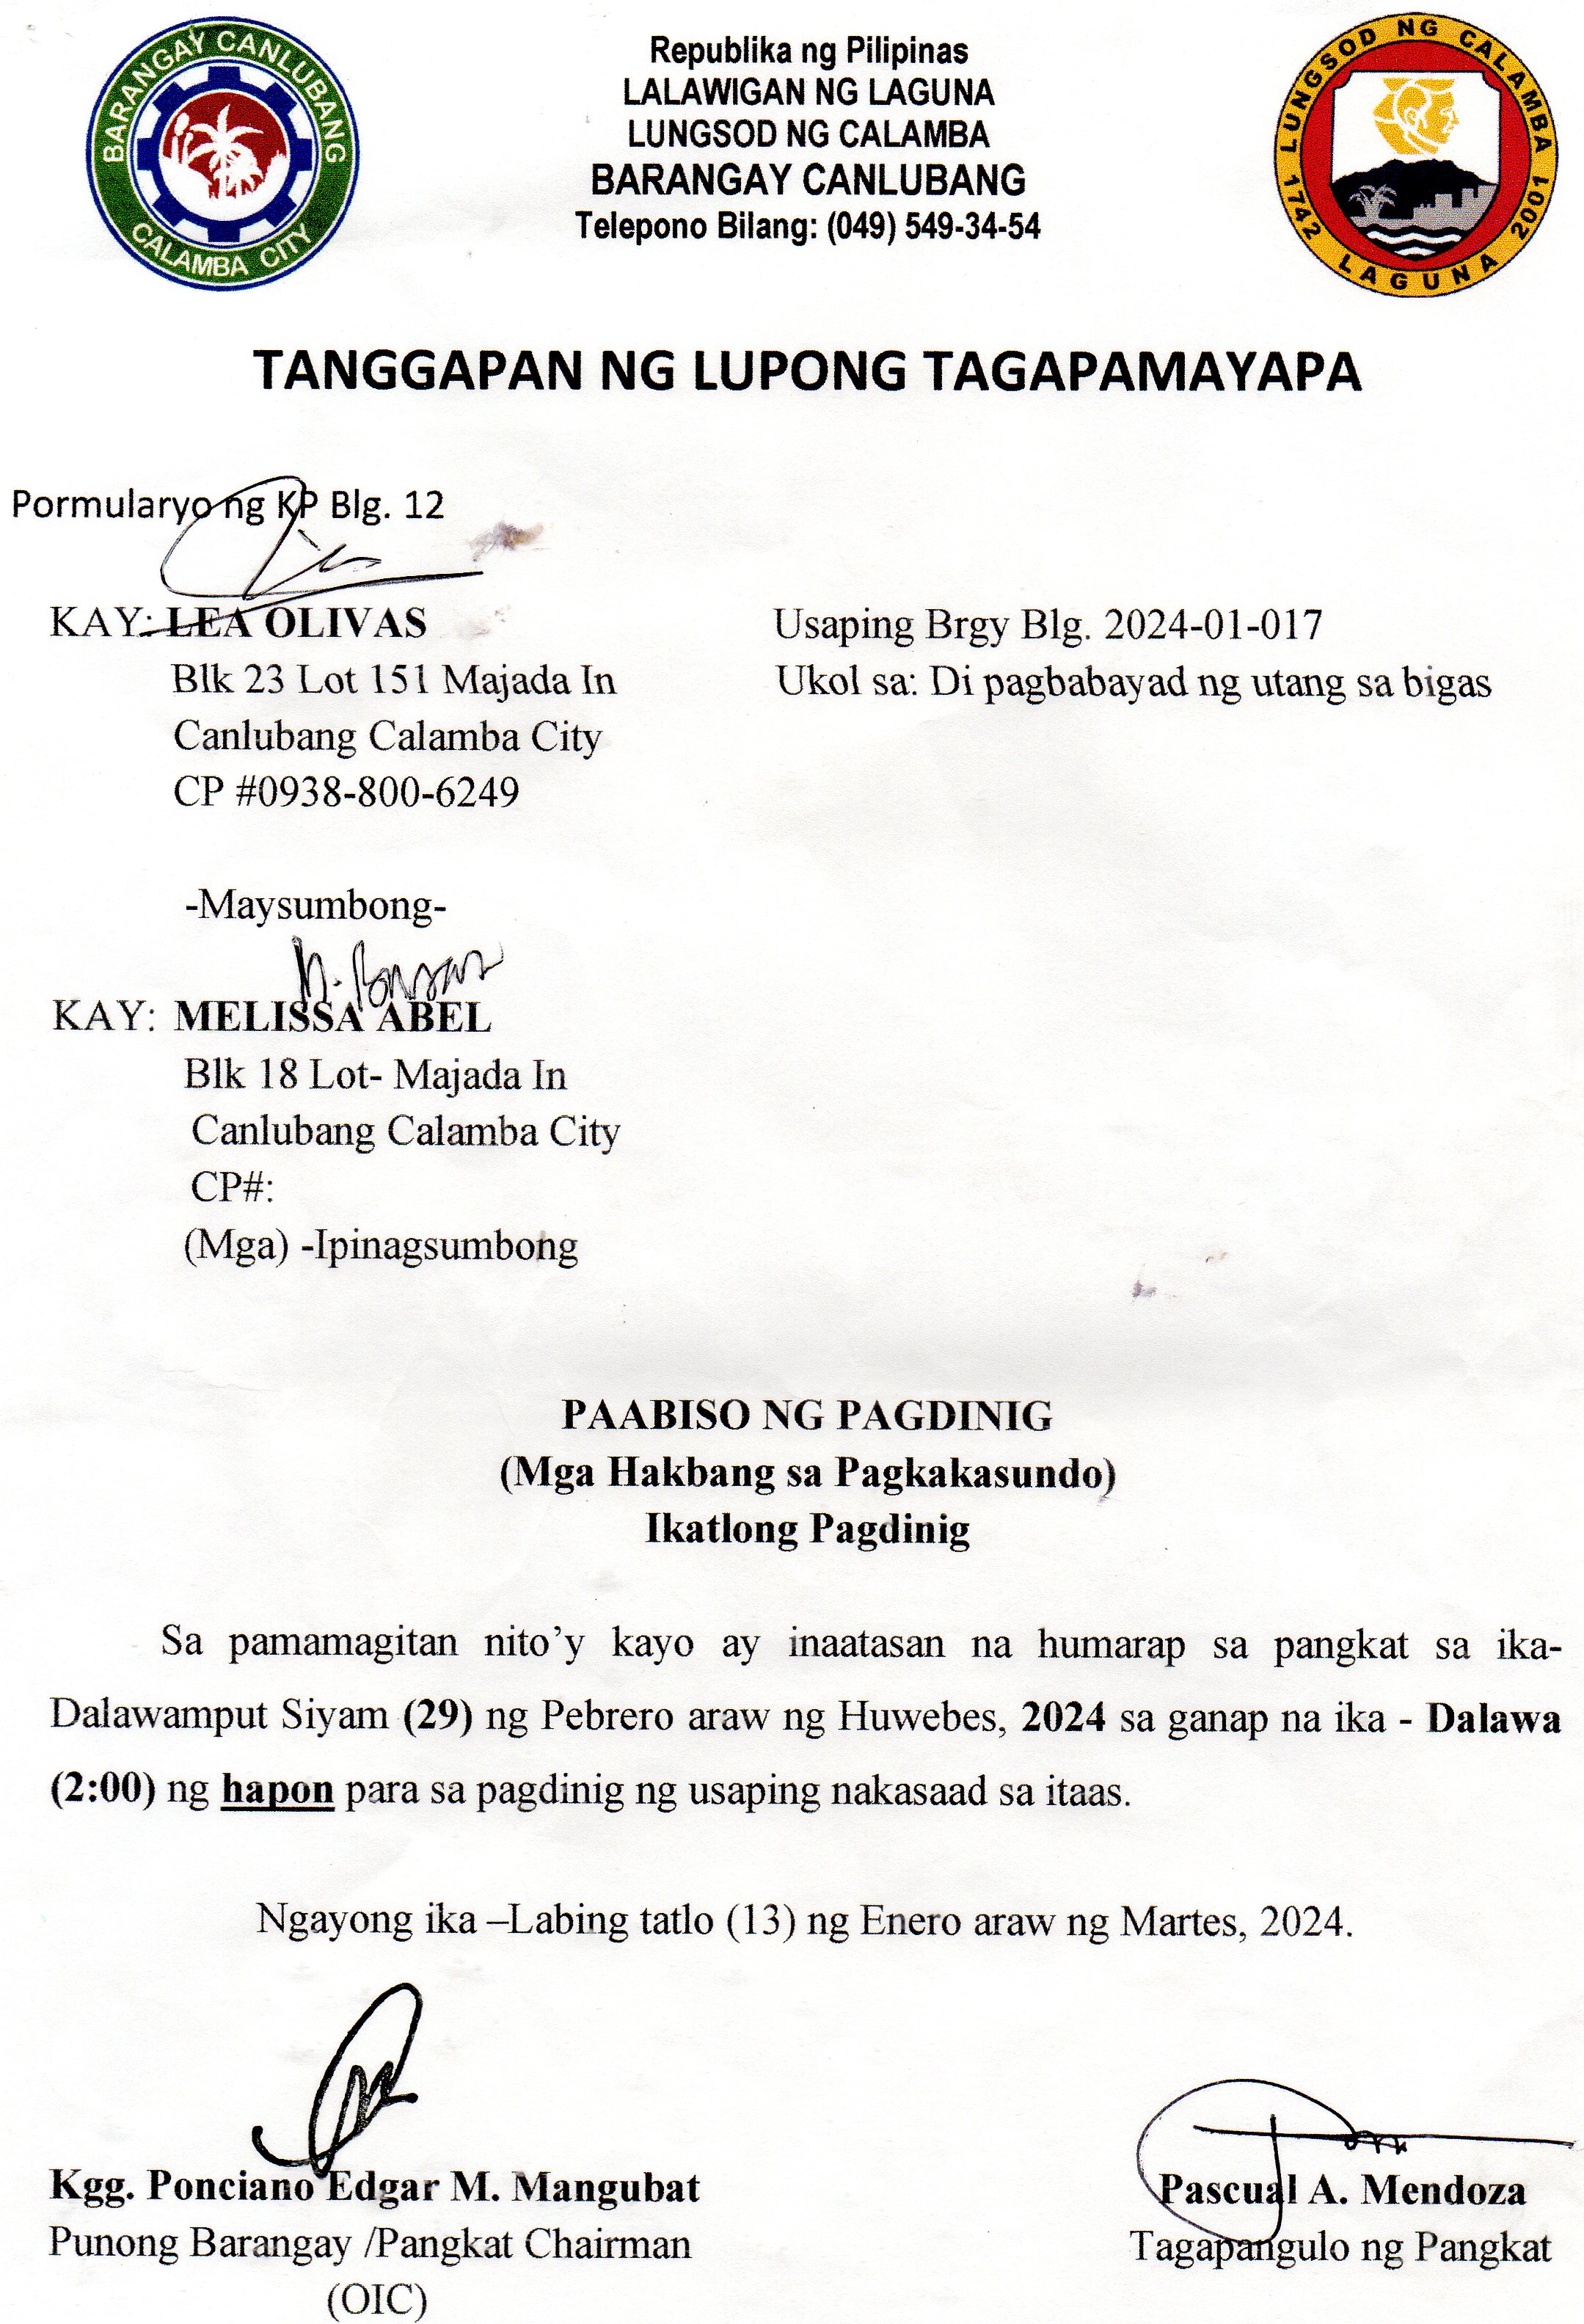 BARANGAY CANLUBANG
CALAMBA CITY
Republika ng Pilipinas
LALAWIGAN NG LAGUNA
LUNGSOD NG CALAMBA
BARANGAY CANLUBANG
Telepono Bilang: (049) 549-34-54
LUNGSOD NG CALAMBA
1742 LAGUNA 2001
TANGGAPAN NG LUPONG TAGAPAMAYAPA
Pormularyo ng KP Blg. 12
KAY: LEA OLIVAS
Usaping Brgy Blg. 2024-01-017
Blk 23 Lot 151 Majada In
Ukol sa: Di pagbabayad ng utang sa bigas
Canlubang Calamba City
CP #0938-800-6249
-Maysumbong-
KAY: MELISSA ABEL
Blk 18 Lot- Majada In
Canlubang Calamba City
CP#:
(Mga) -Ipinagsumbong
PAABISO NG PAGDINIG
(Mga Hakbang sa Pagkakasundo)
Ikatlong Pagdinig
Sa pamamagitan nito'y kayo ay inaatasan na humarap sa pangkat sa ika-
Dalawamput Siyam (29) ng Pebrero araw ng Huwebes, 2024 sa ganap na ika - Dalawa
(2:00) ng hapon para sa pagdinig ng usaping nakasaad sa itaas.
Ngayong ika –Labing tatlo (13) ng Enero araw ng Martes, 2024.
Kgg. Ponciano Edgar M. Mangubat
Punong Barangay /Pangkat Chairman
(OIC)
Pascual A. Mendoza
Tagapangulo ng Pangkat